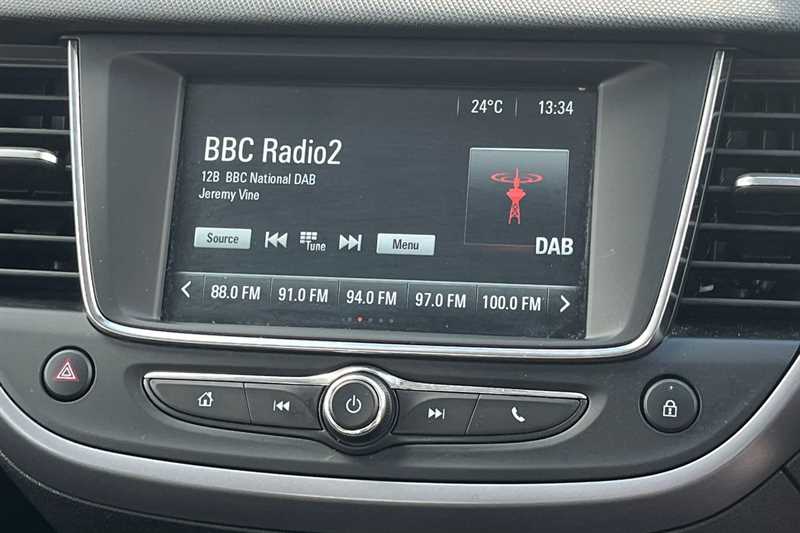 24°C 13:34
BBC Radio2
12B BBC National DAB
Jeremy Vine
Source
Tune
Menu
DAB
88.0 FM 91.0 FM 94.0 FM 97.0 FM 100.0 FM